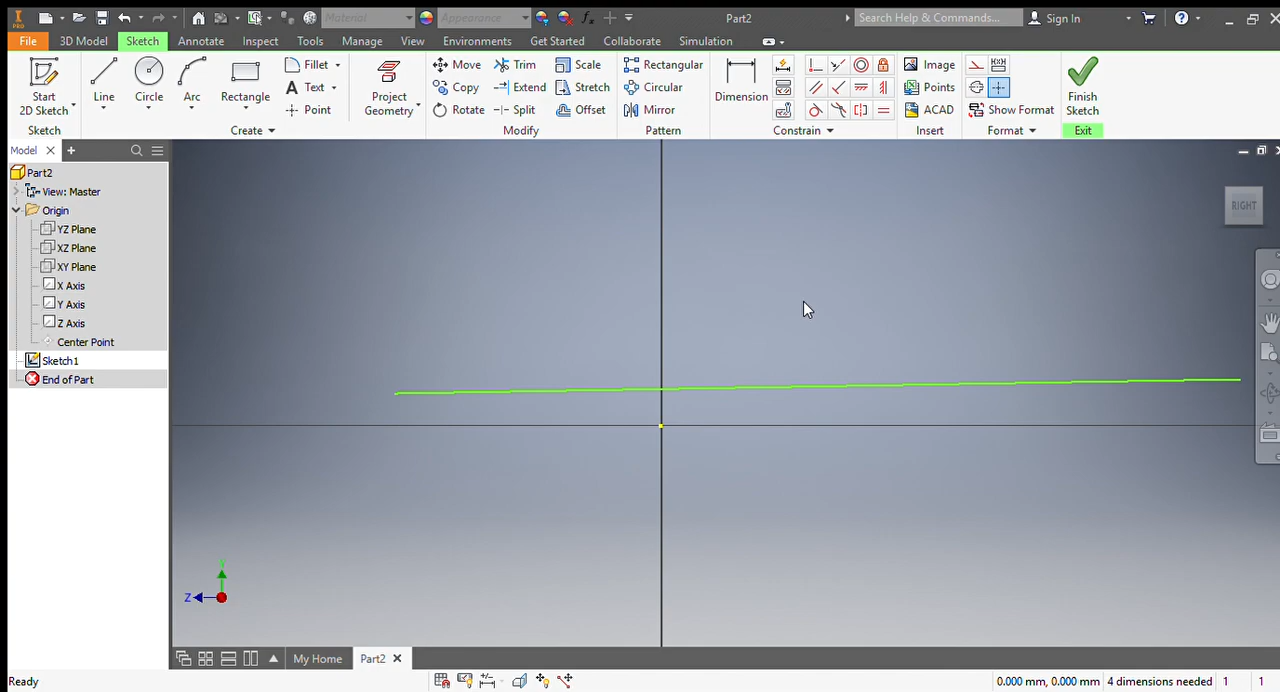 PRO Material Appearance fx Part2 Search Help & Commands... Sign In
File 3D Model Sketch Annotate Inspect Tools Manage View Environments Get Started Collaborate Simulation
Start 2D Sketch Line Circle Arc Rectangle Fillet Text Point Project Geometry Move Copy Rotate Trim Extend Split Scale Stretch Offset Rectangular Circular Mirror Dimension Image Points ACAD Show Format Finish Sketch
Sketch Create Modify Pattern Constrain Insert Format Exit
Model
Part2
View: Master
Origin
YZ Plane
XZ Plane
XY Plane
X Axis
Y Axis
Z Axis
Center Point
Sketch1
End of Part
RIGHT
Y
Z
My Home Part2
Ready 0.000 mm, 0.000 mm 4 dimensions needed 1 1